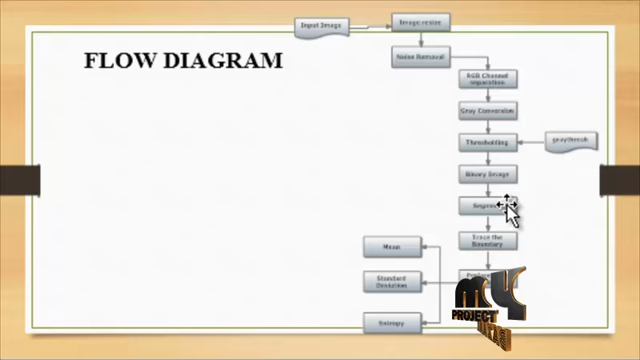 Input Image
Image resize
FLOW DIAGRAM
Noise Removal
RGB Channel
separation
Gray Conversion
Thresholding
graythresh
Binary Image
Trace the
Boundary
Mean
Standard
Deviation
Entropy
MY
PROJECT